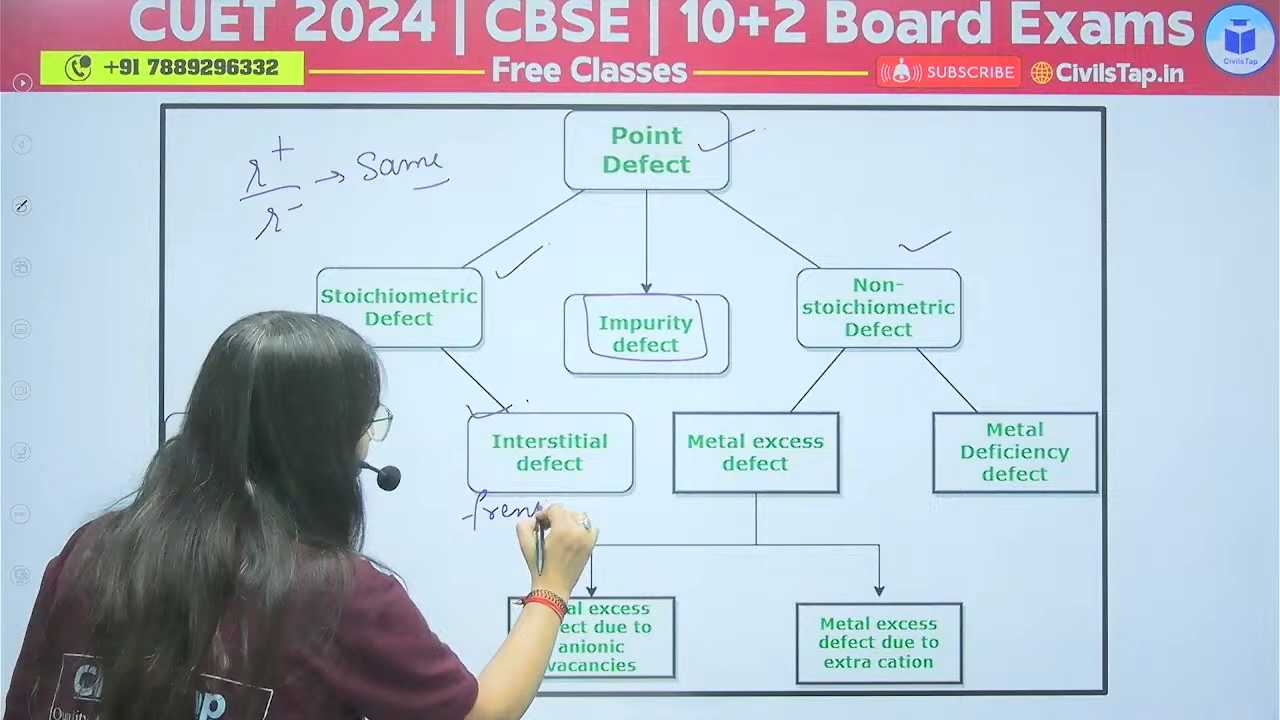 CUET 2024 | CBSE | 10+2 Board Exams
+91 7889296332
Free Classes
SUBSCRIBE
CivilsTap.in
CivilsTap
Point
Defect
r+
r-
→ Same
Stoichiometric
Defect
Impurity
defect
Non-
stoichiometric
Defect
Interstitial
defect
Metal excess
defect
Metal
Deficiency
defect
fren
al excess
ect due to
anionic
vacancies
Metal excess
defect due to
extra cation